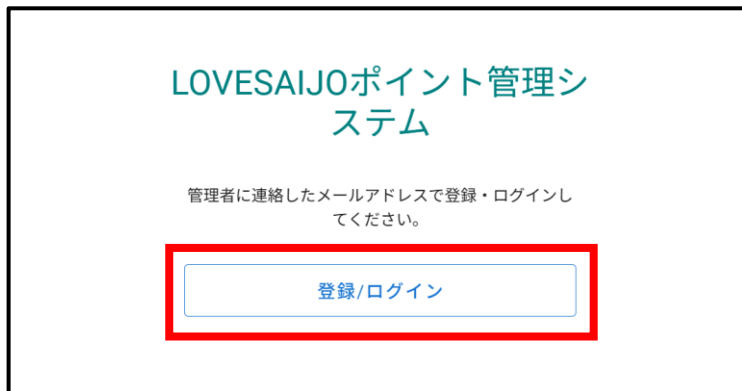 LOVESAIJOポイント管理シ
ステム
管理者に連絡したメールアドレスで登録・ログインし
てください。
登録/ログイン